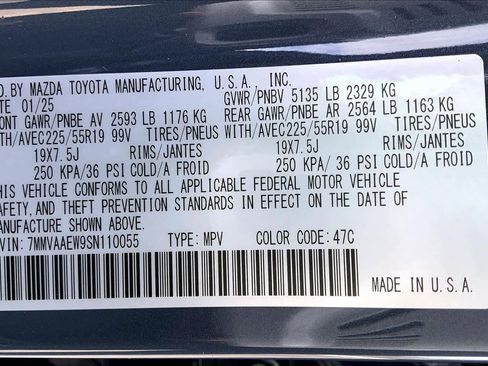 D. BY MAZDA TOYOTA MANUFACTURING, U.S.A. INC.
TE 01/25 GVWR/PNBV 5135 LB 2329 KG
ONT GAWR/PNBE AV 2593 LB 1176 KG REAR GAWR/PNBE AR 2564 LB 1163 KG
TH/AVEC225/55R19 99V TIRES/PNEUS WITH/AVEC225/55R19 99V TIRES/PNEUS
19X7.5J RIMS/JANTES 19X7.5J RIMS/JANTES
250 KPA/36 PSI COLD/A FROID 250 KPA/ 36 PSI COLD/A FROID
HIS VEHICLE CONFORMS TO ALL APPLICABLE FEDERAL MOTOR VEHICLE
AFETY, AND THEFT PREVENTION STANDARDS IN EFFECT ON THE DATE OF
ANUFACTURE SHOWN ABOVE.
VIN: 7MMVAAEW9SN110055 TYPE: MPV COLOR CODE: 47C
MADE IN U.S.A.